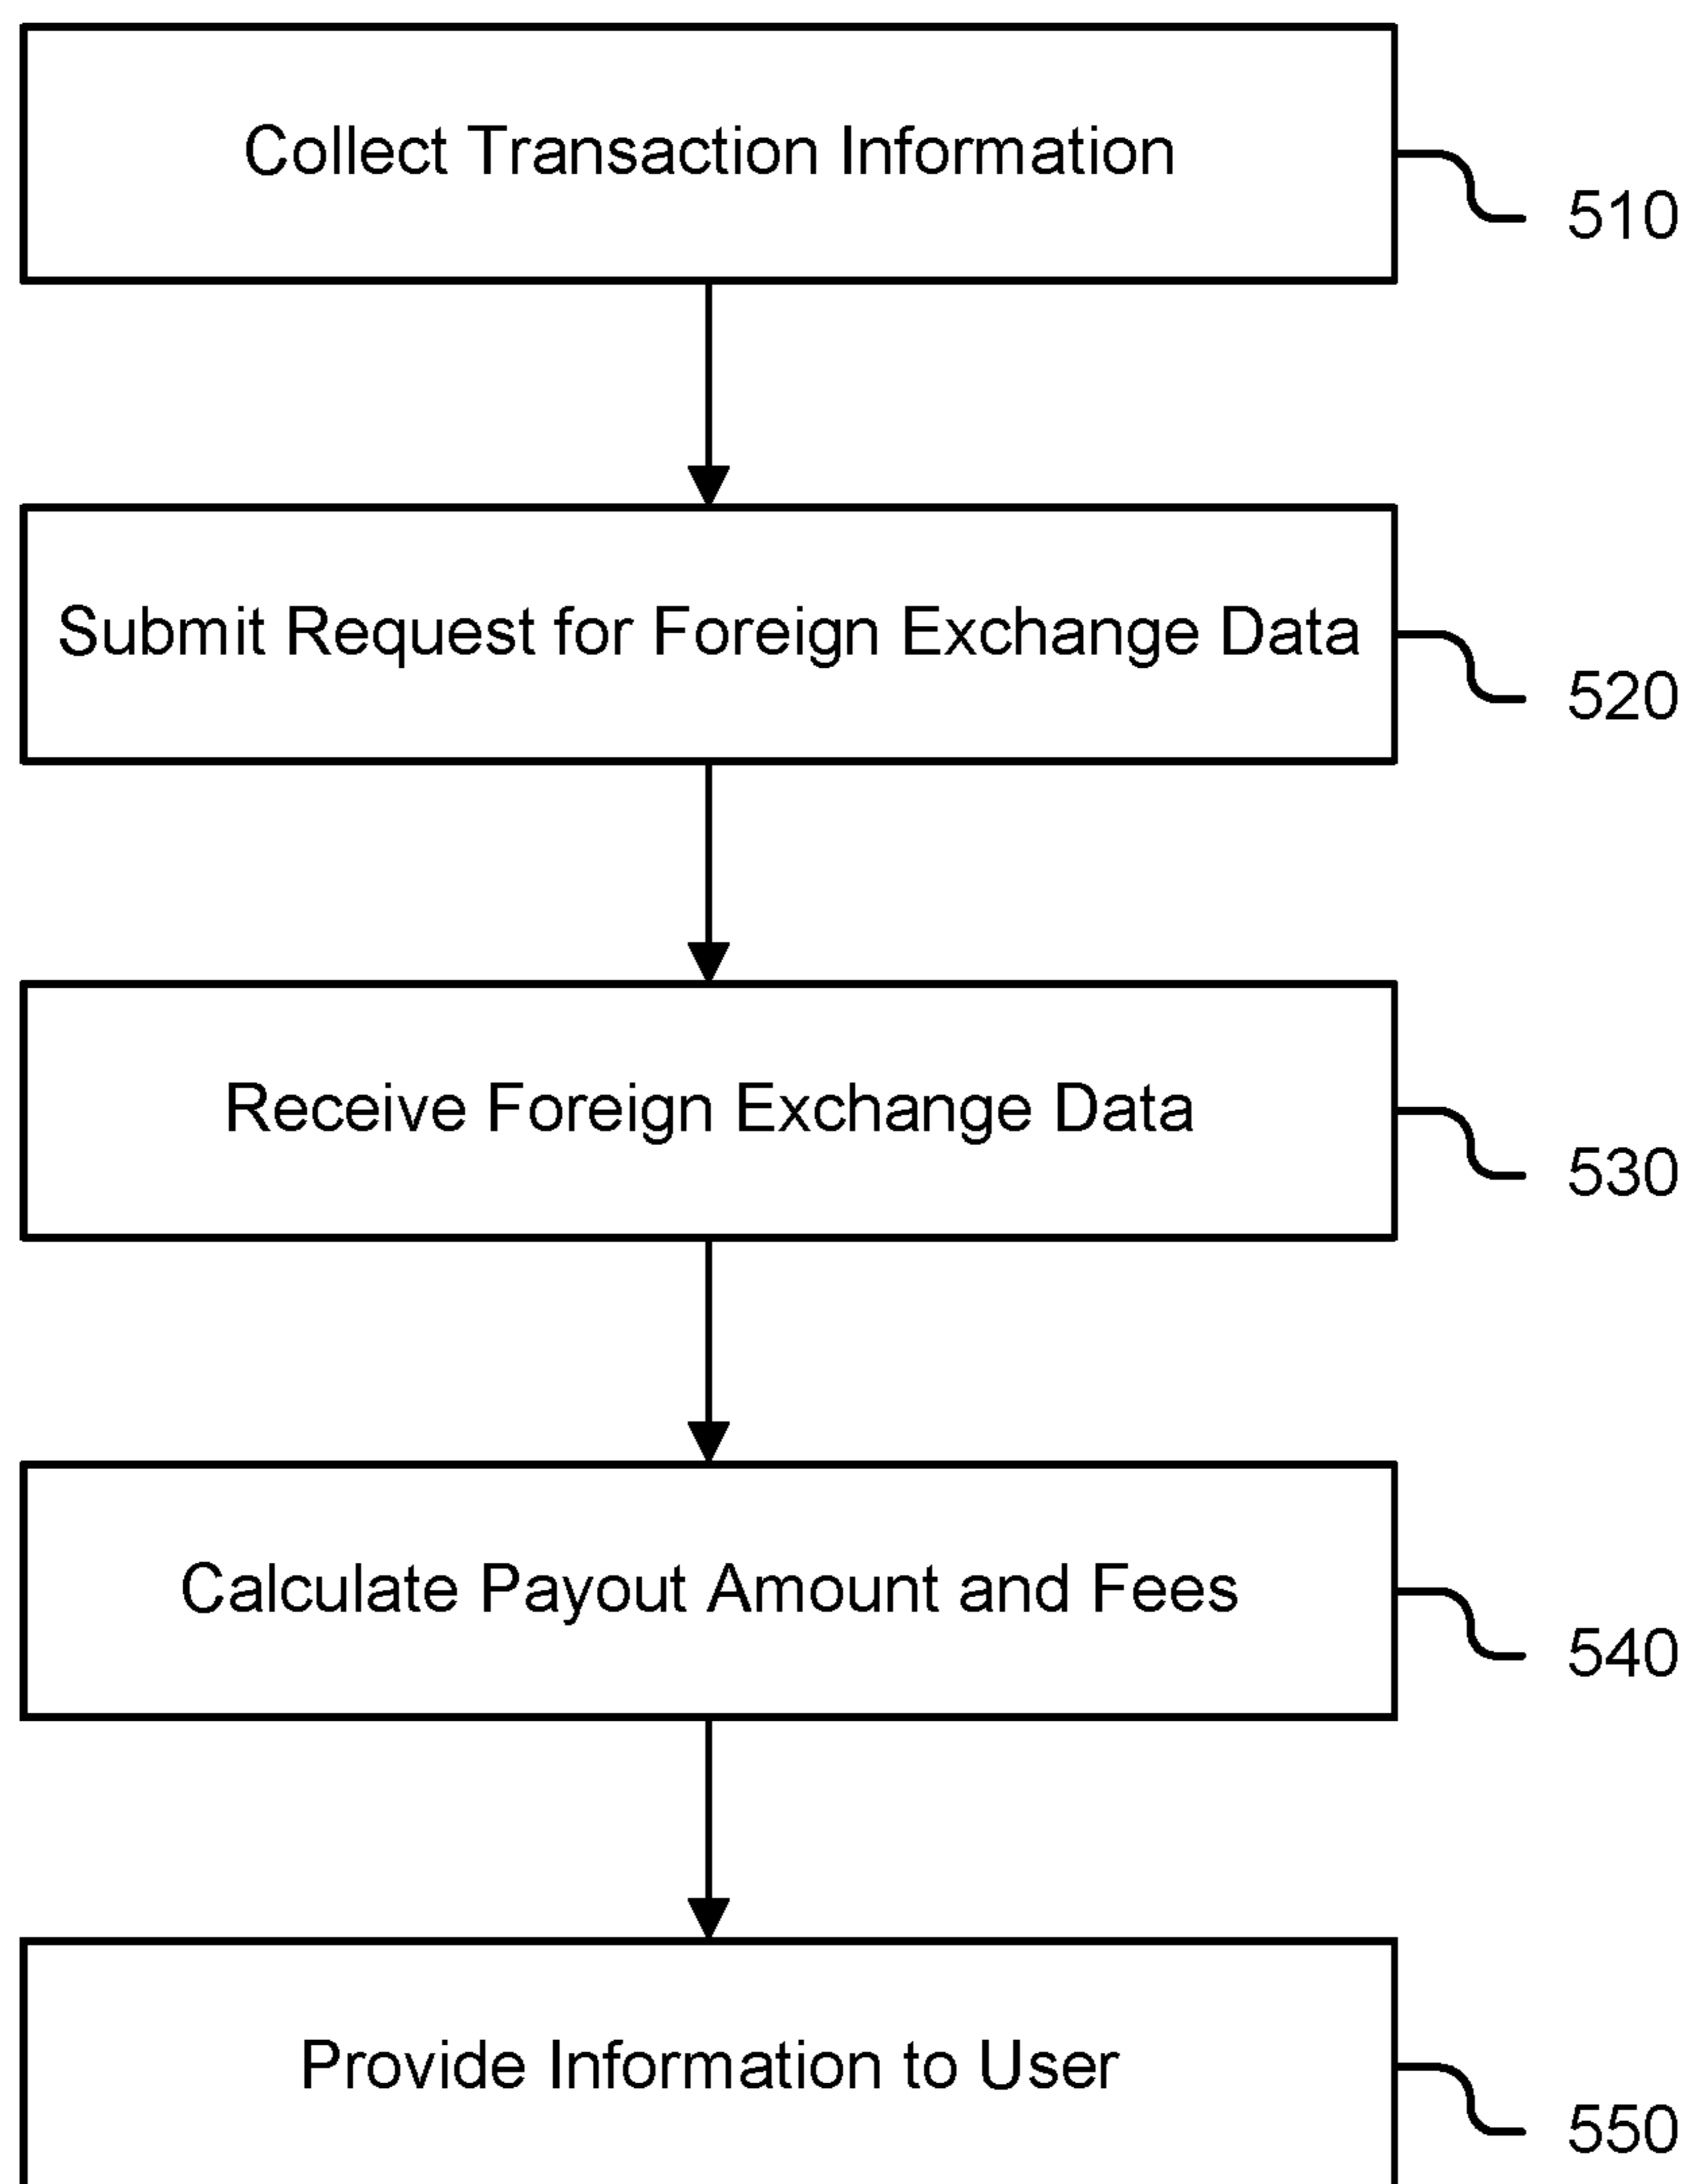 Collect Transaction Information
510
Submit Request for Foreign Exchange Data
520
Receive Foreign Exchange Data
530
Calculate Payout Amount and Fees
540
Provide Information to User
550